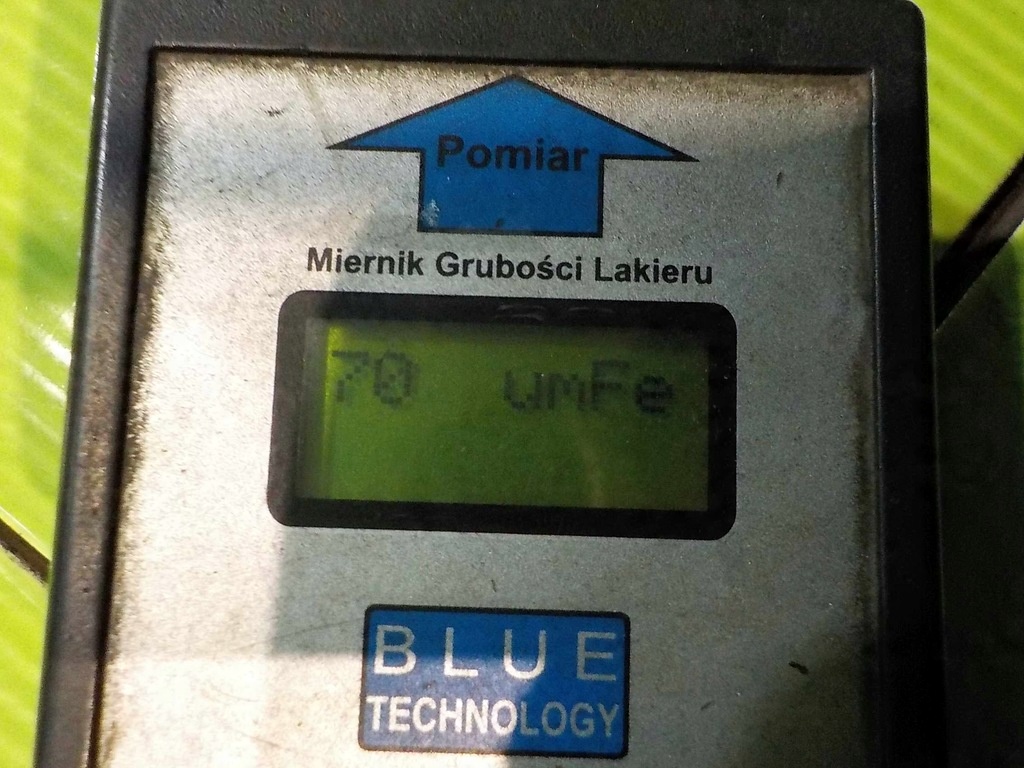 Pomiar
Miernik Grubości Lakieru
70 umFe
BLUE
TECHNOLOGY